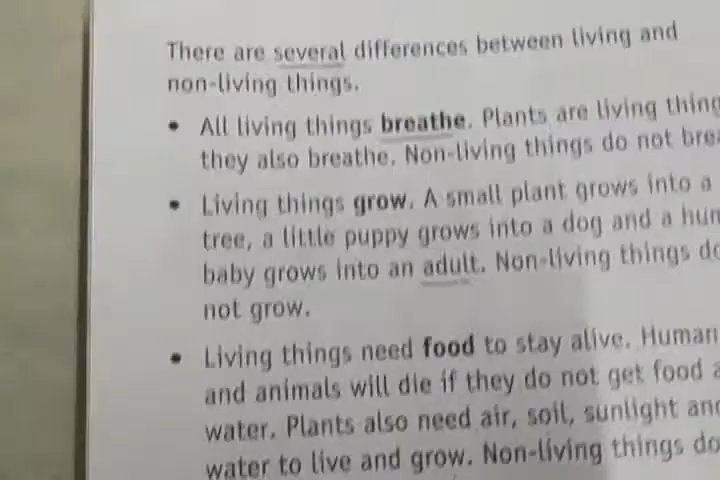 There are several differences between living and
non-living things.
• All living things breathe. Plants are living thing
they also breathe. Non-living things do not brea
• Living things grow. A small plant grows into a
tree, a little puppy grows into a dog and a hum
baby grows into an adult. Non-living things do
not grow.
• Living things need food to stay alive. Human
and animals will die if they do not get food a
water. Plants also need air, soil, sunlight and
water to live and grow. Non-living things do